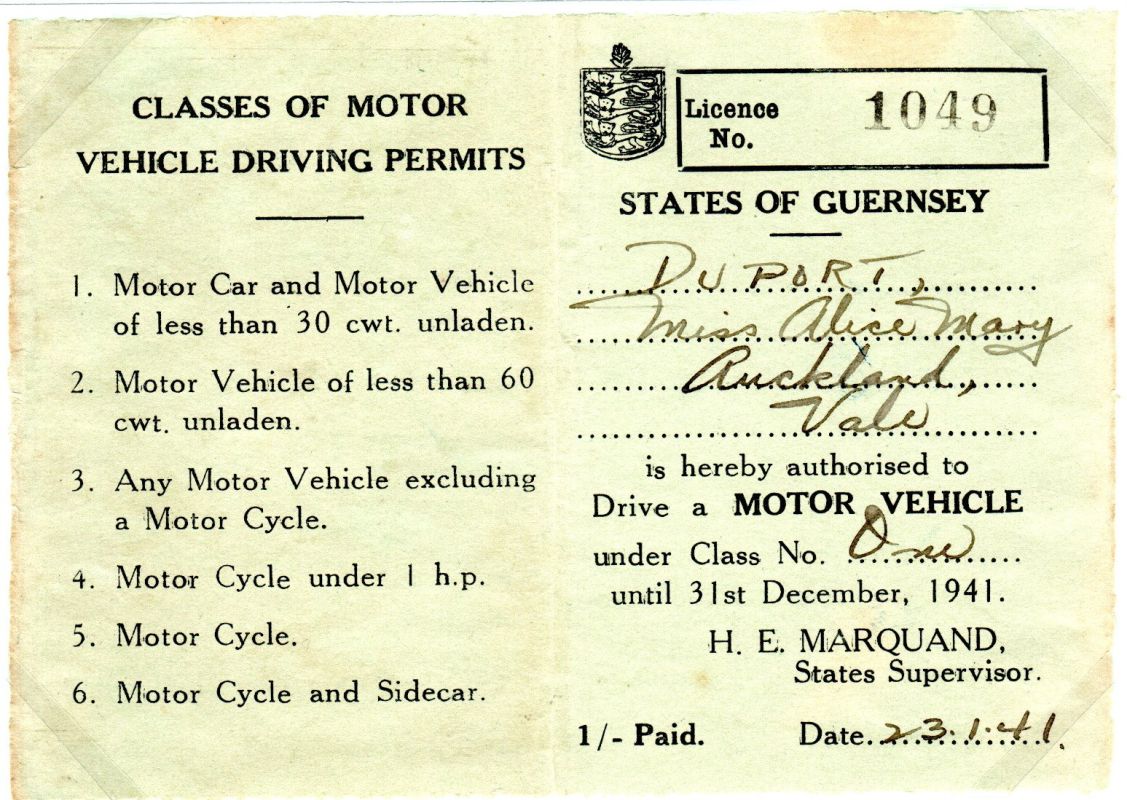 CLASSES OF MOTOR
VEHICLE DRIVING PERMITS
1. Motor Car and Motor Vehicle
of less than 30 cwt. unladen.
2. Motor Vehicle of less than 60
cwt. unladen.
3. Any Motor Vehicle excluding
a Motor Cycle.
4. Motor Cycle under 1 h.p.
5. Motor Cycle.
6. Motor Cycle and Sidecar.
Licence
No. 1049
STATES OF GUERNSEY
DU PORT,
Miss Alice Mary
Auckland,
Vale
is hereby authorised to
Drive a MOTOR VEHICLE
under Class No. One
until 31st December, 1941.
H. E. MARQUAND,
States Supervisor.
1/- Paid. Date 23.1.41.